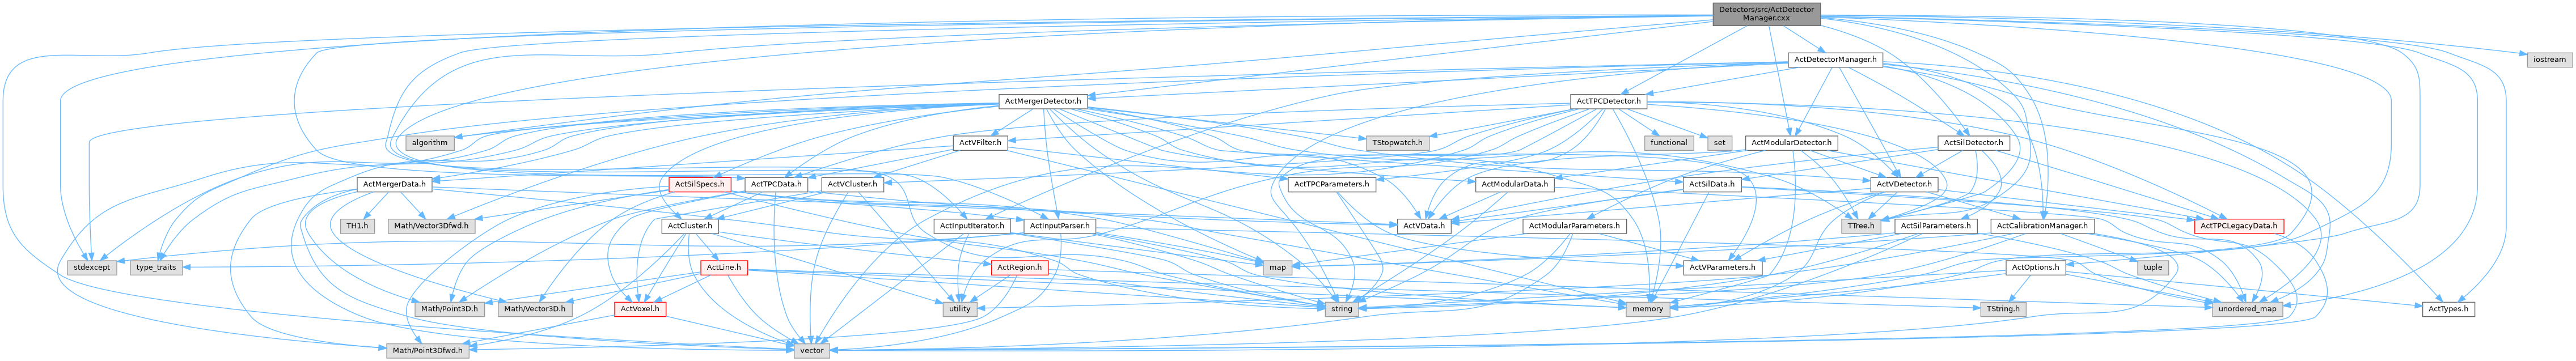 Detectors/src/ActDetector
Manager.cxx
iostream
ActDetectorManager.h
ActMergerDetector.h
ActTPCDetector.h
algorithm
ActVFilter.h
TStopwatch.h
functional
set
ActModularDetector.h
ActSilDetector.h
ActMergerData.h
ActSilSpecs.h
ActTPCData.h
ActVCluster.h
ActTPCParameters.h
ActModularData.h
ActSilData.h
ActVDetector.h
TH1.h
Math/Vector3Dfwd.h
ActCluster.h
ActInputIterator.h
ActInputParser.h
ActVData.h
ActModularParameters.h
TTree.h
ActSilParameters.h
ActCalibrationManager.h
ActTPCLegacyData.h
stdexcept
type_traits
ActLine.h
ActRegion.h
map
ActVParameters.h
ActOptions.h
tuple
Math/Point3D.h
Math/Vector3D.h
ActVoxel.h
utility
string
memory
TString.h
unordered_map
ActTypes.h
Math/Point3Dfwd.h
vector